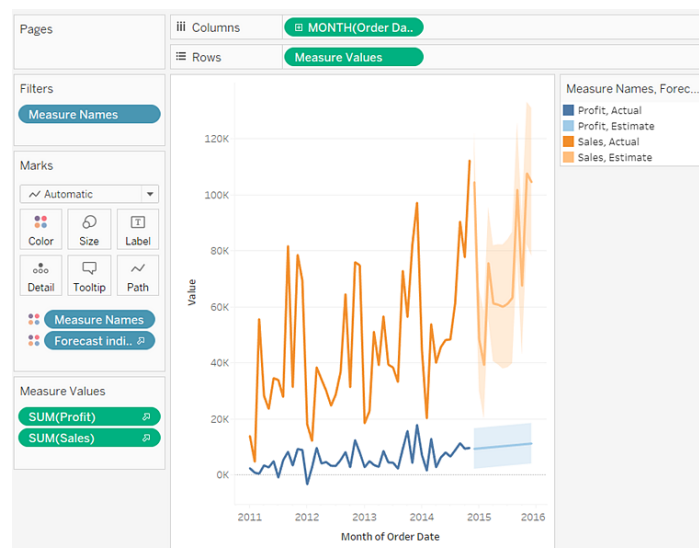 Pages
Columns
MONTH(Order Da..
Rows
Measure Values
Filters
Measure Names
Marks
Automatic
Color
Size
Label
Detail
Tooltip
Path
Measure Names
Forecast indi..
Measure Values
SUM(Profit)
SUM(Sales)
Value
120K
100K
80K
60K
40K
20K
0K
2011
2012
2013
2014
2015
2016
Month of Order Date
Measure Names, Forec...
Profit, Actual
Profit, Estimate
Sales, Actual
Sales, Estimate